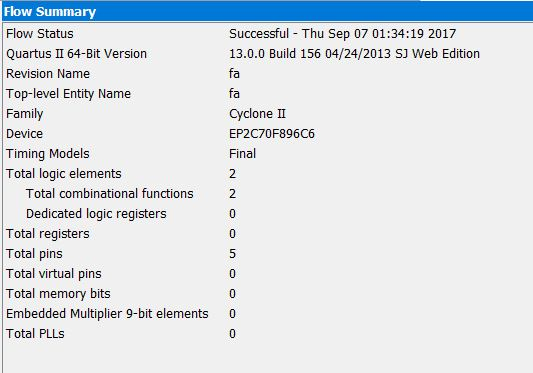 Flow Summary
Flow Status Successful - Thu Sep 07 01:34:19 2017
Quartus II 64-Bit Version 13.0.0 Build 156 04/24/2013 SJ Web Edition
Revision Name fa
Top-level Entity Name fa
Family Cyclone II
Device EP2C70F896C6
Timing Models Final
Total logic elements 2
Total combinational functions 2
Dedicated logic registers 0
Total registers 0
Total pins 5
Total virtual pins 0
Total memory bits 0
Embedded Multiplier 9-bit elements 0
Total PLLs 0